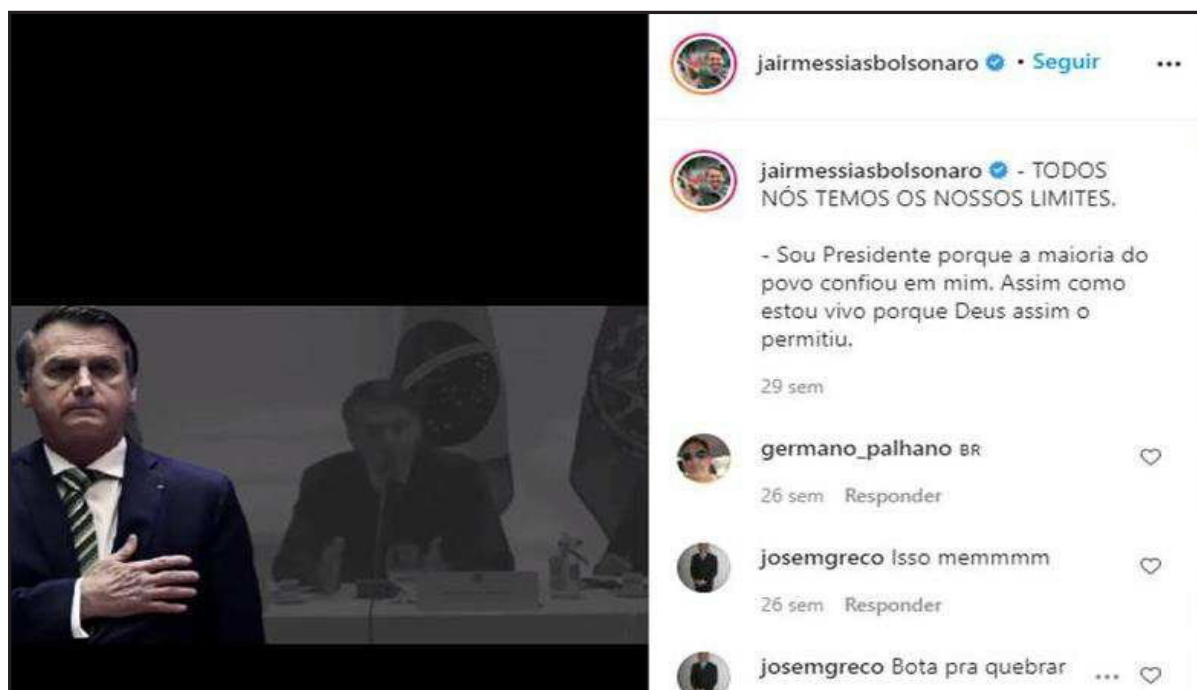 jairmessiasbolsonaro • Seguir
jairmessiasbolsonaro - TODOS
NÓS TEMOS OS NOSSOS LIMITES.
- Sou Presidente porque a maioria do
povo confiou em mim. Assim como
estou vivo porque Deus assim o
permitiu.
29 sem
germano_palhano BR
26 sem Responder
josemgreco Isso memmmm
26 sem Responder
josemgreco Bota pra quebrar